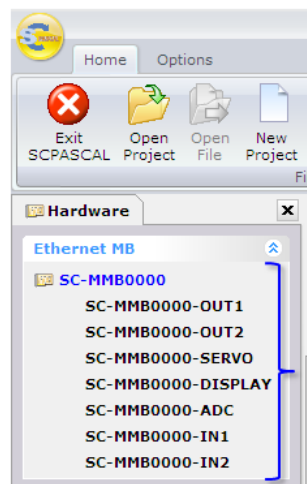 Home Options
Exit SCPASCAL
Open Project
Open File
New Project
Fi
Hardware
Ethernet MB
SC-MMB0000
SC-MMB0000-OUT1
SC-MMB0000-OUT2
SC-MMB0000-SERVO
SC-MMB0000-DISPLAY
SC-MMB0000-ADC
SC-MMB0000-IN1
SC-MMB0000-IN2